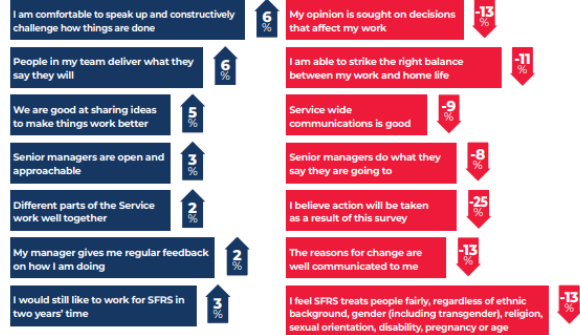 I am comfortable to speak up and constructively
challenge how things are done
6
%
People in my team deliver what they
say they will
6
%
We are good at sharing ideas
to make things work better
5
%
Senior managers are open and
approachable
3
%
Different parts of the Service
work well together
2
%
My manager gives me regular feedback
on how I am doing
2
%
I would still like to work for SFRS in
two years' time
3
%
My opinion is sought on decisions
that affect my work
-13
%
I am able to strike the right balance
between my work and home life
-11
%
Service wide
communications is good
-9
%
Senior managers do what they
say they are going to
-8
%
I believe action will be taken
as a result of this survey
-25
%
The reasons for change are
well communicated to me
-13
%
I feel SFRS treats people fairly, regardless of ethnic
background, gender (including transgender), religion,
sexual orientation, disability, pregnancy or age
-13
%